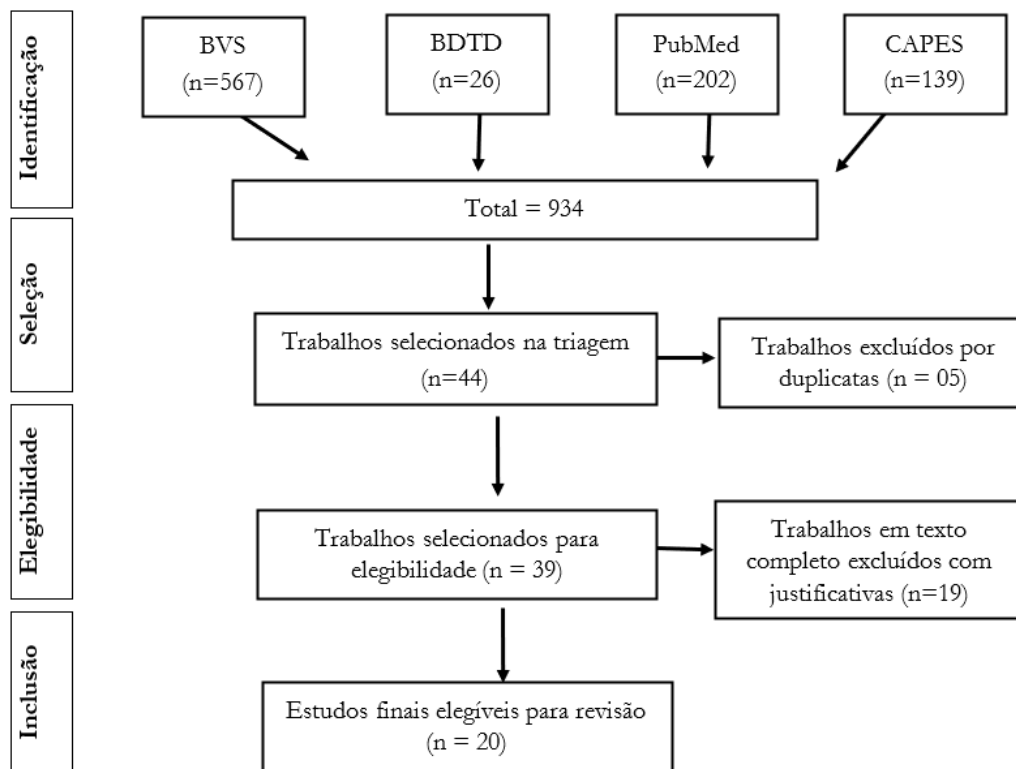 Identificação
BVS
(n=567)
BDTD
(n=26)
PubMed
(n=202)
CAPES
(n=139)
Total = 934
Seleção
Trabalhos selecionados na triagem
(n=44)
Trabalhos excluídos por
duplicatas (n = 05)
Elegibilidade
Trabalhos selecionados para
elegibilidade (n = 39)
Trabalhos em texto
completo excluídos com
justificativas (n=19)
Inclusão
Estudos finais elegíveis para revisão
(n = 20)